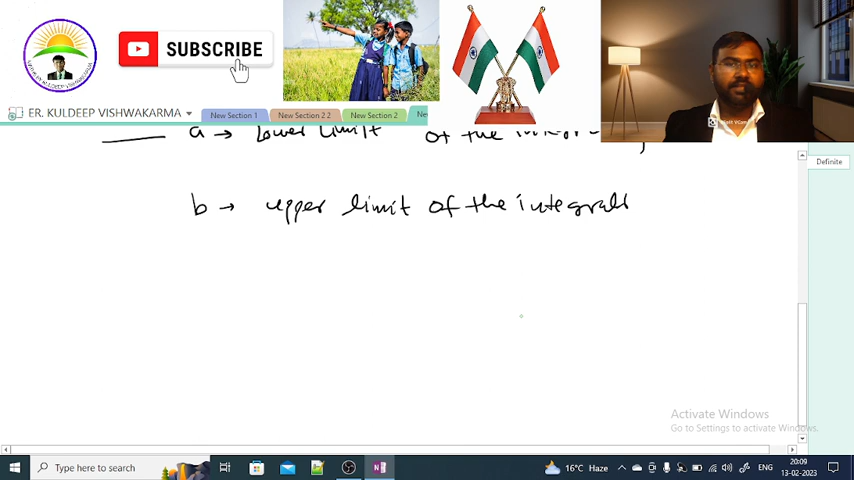 SUBSCRIBE
ER. KULDEEP VISHWAKARMA
New Section 1
New Section 2 2
New Section 2
Ne
Definite
a → lower limit of the
b → upper limit of the integrals
Activate Windows
Go to Settings to activate Windows.
Type here to search
16°C Haze
ENG
20:09
13-02-2023